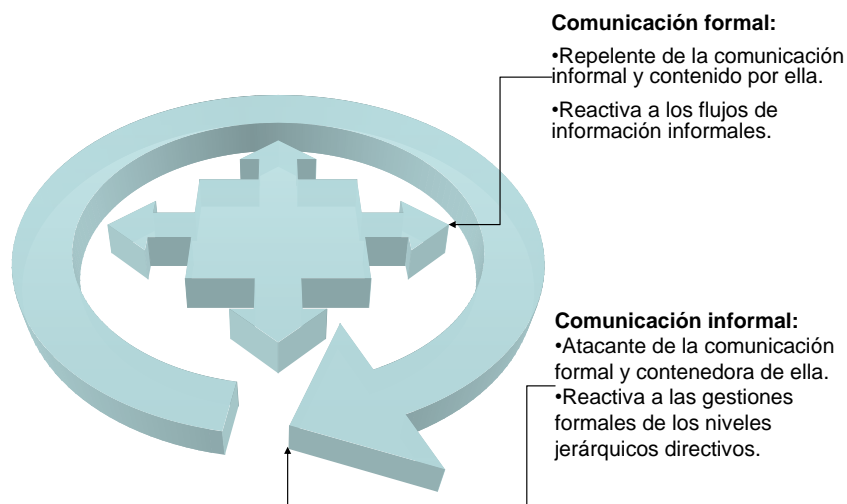 Comunicación formal:
•Repelente de la comunicación
informal y contenido por ella.
•Reactiva a los flujos de
información informales.
Comunicación informal:
•Atacante de la comunicación
formal y contenedora de ella.
•Reactiva a las gestiones
formales de los niveles
jerárquicos directivos.